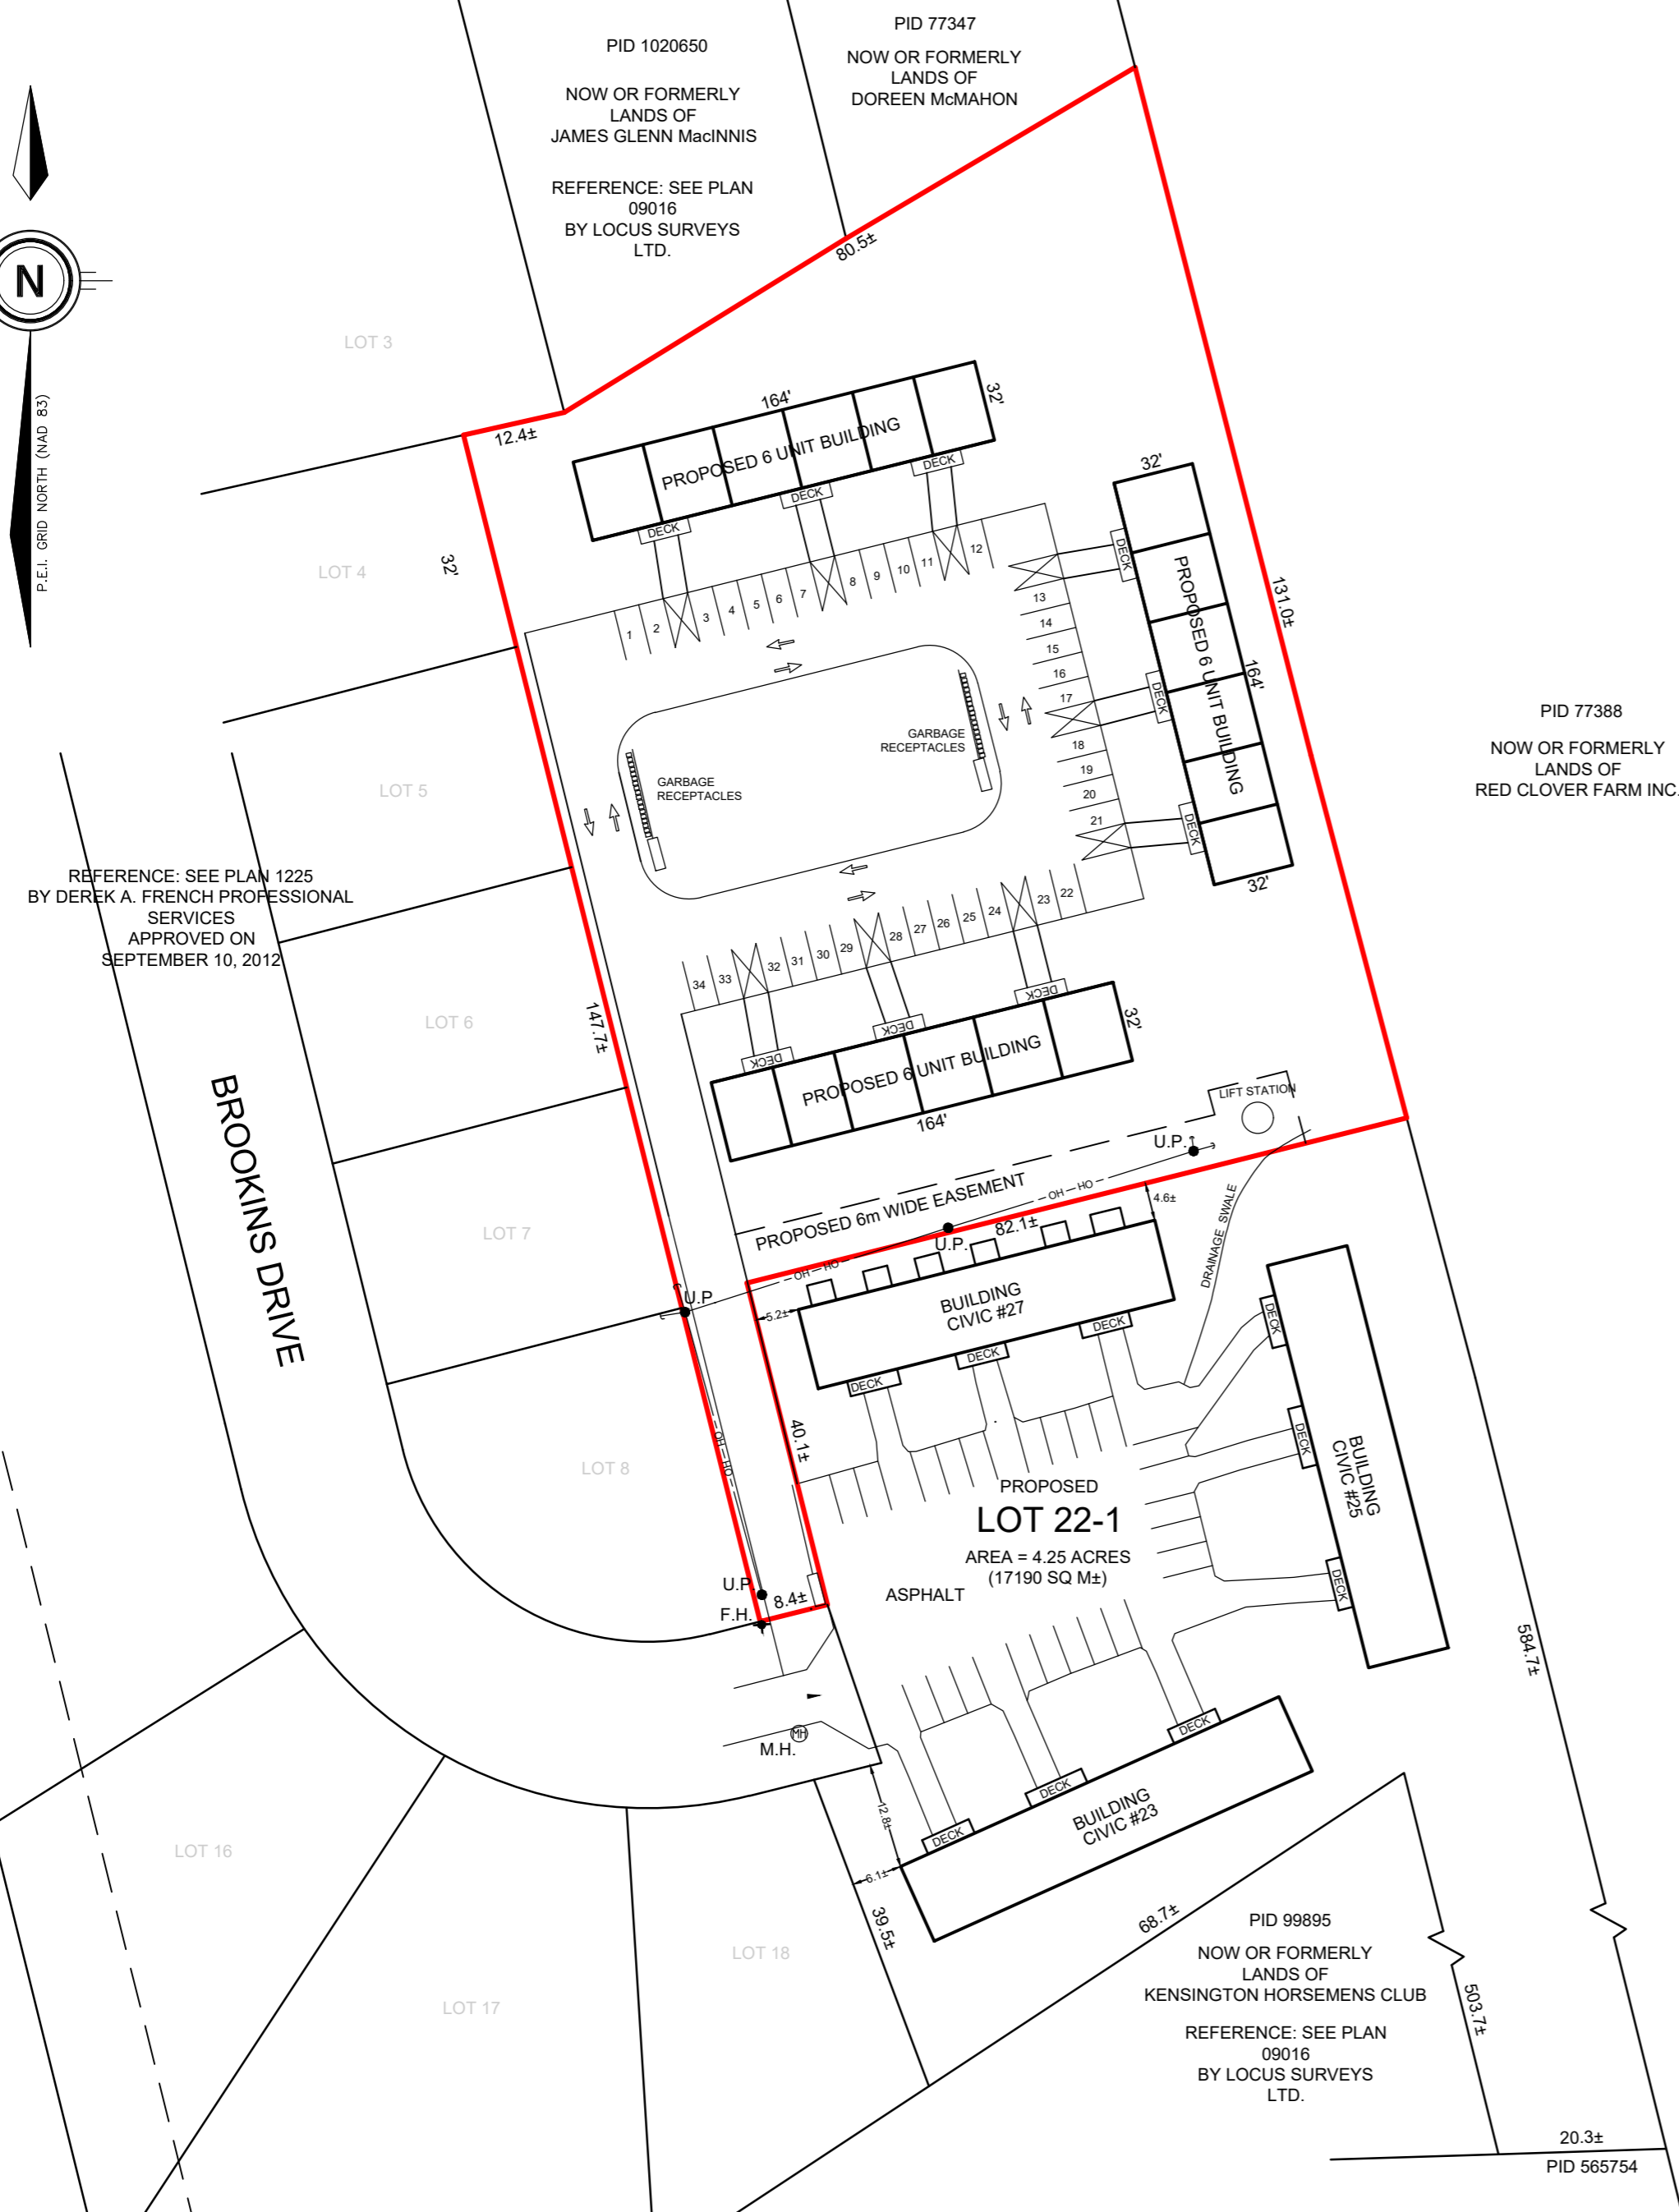 PID 1020650
NOW OR FORMERLY
LANDS OF
JAMES GLENN MacINNIS
REFERENCE: SEE PLAN
09016
BY LOCUS SURVEYS
LTD.
PID 77347
NOW OR FORMERLY
LANDS OF
DOREEN McMAHON
N
P.E.I. GRID NORTH (NAD 83)
80.5±
LOT 3
12.4±
164'
32'
PROPOSED 6 UNIT BUILDING
DECK
DECK
DECK
32'
LOT 4
32'
PROPOSED 6 UNIT BUILDING
164'
32'
DECK
DECK
DECK
131.0±
1
2
3
4
5
6
7
8
9
10
11
12
13
14
15
16
17
18
19
20
21
GARBAGE
RECEPTACLES
GARBAGE
RECEPTACLES
LOT 5
PID 77388
NOW OR FORMERLY
LANDS OF
RED CLOVER FARM INC.
REFERENCE: SEE PLAN 1225
BY DEREK A. FRENCH PROFESSIONAL
SERVICES
APPROVED ON
SEPTEMBER 10, 2012
34
33
32
31
30
29
28
27
26
25
24
23
22
LOT 6
147.7±
DECK
DECK
DECK
32'
PROPOSED 6 UNIT BUILDING
164'
LIFT STATION
BROOKINS DRIVE
U.P.
PROPOSED 6m WIDE EASEMENT
OH
HO
4.6±
DRAINAGE SWALE
LOT 7
82.1±
U.P.
OH
HO
U.P.
5.2±
BUILDING
CIVIC #27
DECK
DECK
DECK
DECK
DECK
DECK
BUILDING
CIVIC #25
40.1±
OH
HO
LOT 8
PROPOSED
LOT 22-1
AREA = 4.25 ACRES
(17190 SQ M±)
ASPHALT
U.P.
8.4±
F.H.
584.7±
MH
M.H.
DECK
DECK
DECK
12.8±
BUILDING
CIVIC #23
6.1±
39.5±
68.7±
LOT 16
LOT 17
LOT 18
PID 99895
NOW OR FORMERLY
LANDS OF
KENSINGTON HORSEMENS CLUB
REFERENCE: SEE PLAN
09016
BY LOCUS SURVEYS
LTD.
503.7±
20.3±
PID 565754